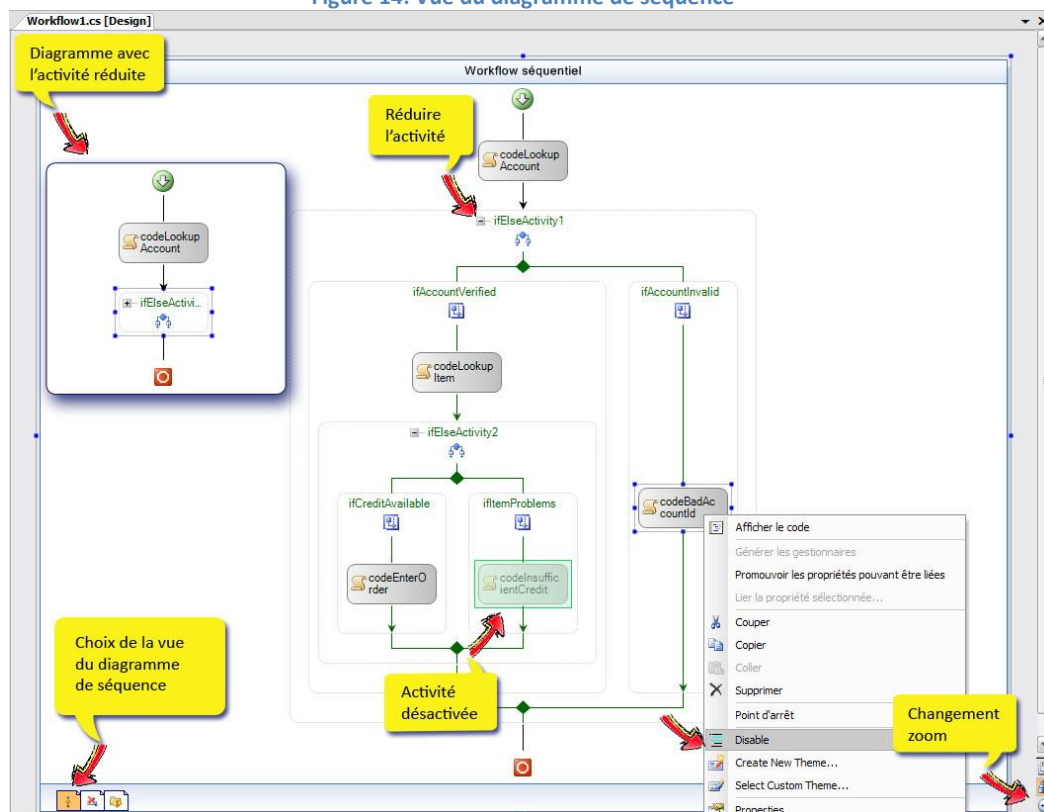 Figure 14: Vue du diagramme de séquence
Workflow1.cs [Design]
Diagramme avec
l'activité réduite
Workflow séquentiel
Réduire
l'activité
codeLookup
Account
ifElseActivity1
codeLookup
Account
ifElseActivi...
ifAccountVerified
ifAccountInvalid
codeLookup
Item
ifElseActivity2
ifCreditAvailable
ifItemProblems
codeBadAc
countId
codeEnterO
rder
codeInsuffic
ientCredit
Afficher le code
Générer les gestionnaires
Promouvoir les propriétés pouvant être liées
Lier la propriété sélectionnée...
Couper
Copier
Coller
Supprimer
Point d'arrêt
Disable
Create New Theme...
Select Custom Theme...
Properties
Choix de la vue
du diagramme
de séquence
Activité
désactivée
Changement
zoom